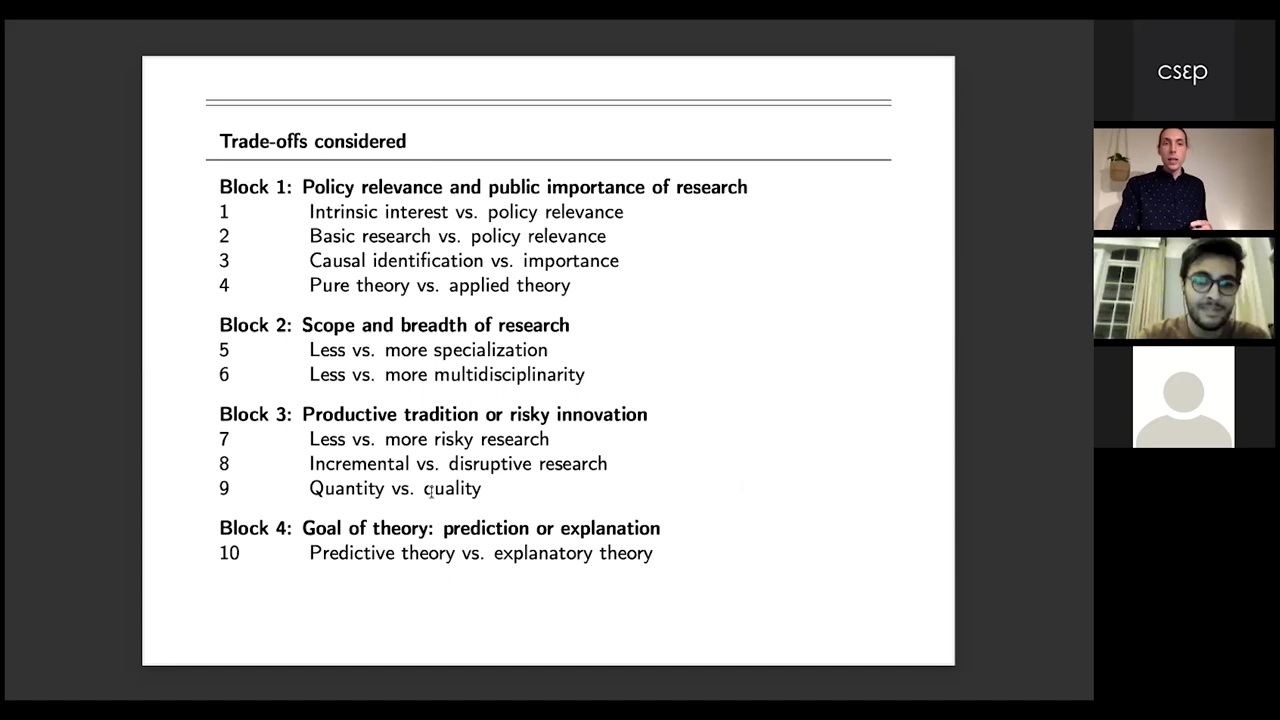 Trade-offs considered
Block 1: Policy relevance and public importance of research
1 Intrinsic interest vs. policy relevance
2 Basic research vs. policy relevance
3 Causal identification vs. importance
4 Pure theory vs. applied theory
Block 2: Scope and breadth of research
5 Less vs. more specialization
6 Less vs. more multidisciplinarity
Block 3: Productive tradition or risky innovation
7 Less vs. more risky research
8 Incremental vs. disruptive research
9 Quantity vs. quality
Block 4: Goal of theory: prediction or explanation
10 Predictive theory vs. explanatory theory
csεp